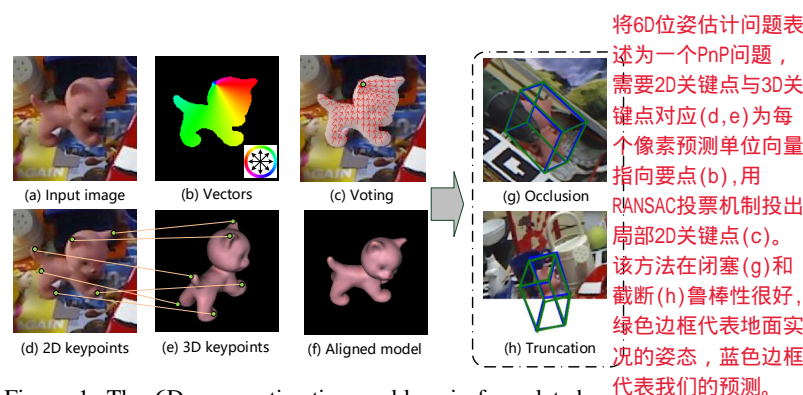 (a) Input image
(b) Vectors
(c) Voting
(g) Occlusion
(d) 2D keypoints
(e) 3D keypoints
(f) Aligned model
(h) Truncation
将6D位姿估计问题表
述为一个PnP问题，
需要2D关键点与3D关
键点对应(d,e)为每
个像素预测单位向量
指向要点(b),用
RANSAC投票机制投出
局部2D关键点(c)。
该方法在闭塞(g)和
截断(h)鲁棒性很好,
绿色边框代表地面实
况的姿态，蓝色边框
代表我们的预测。